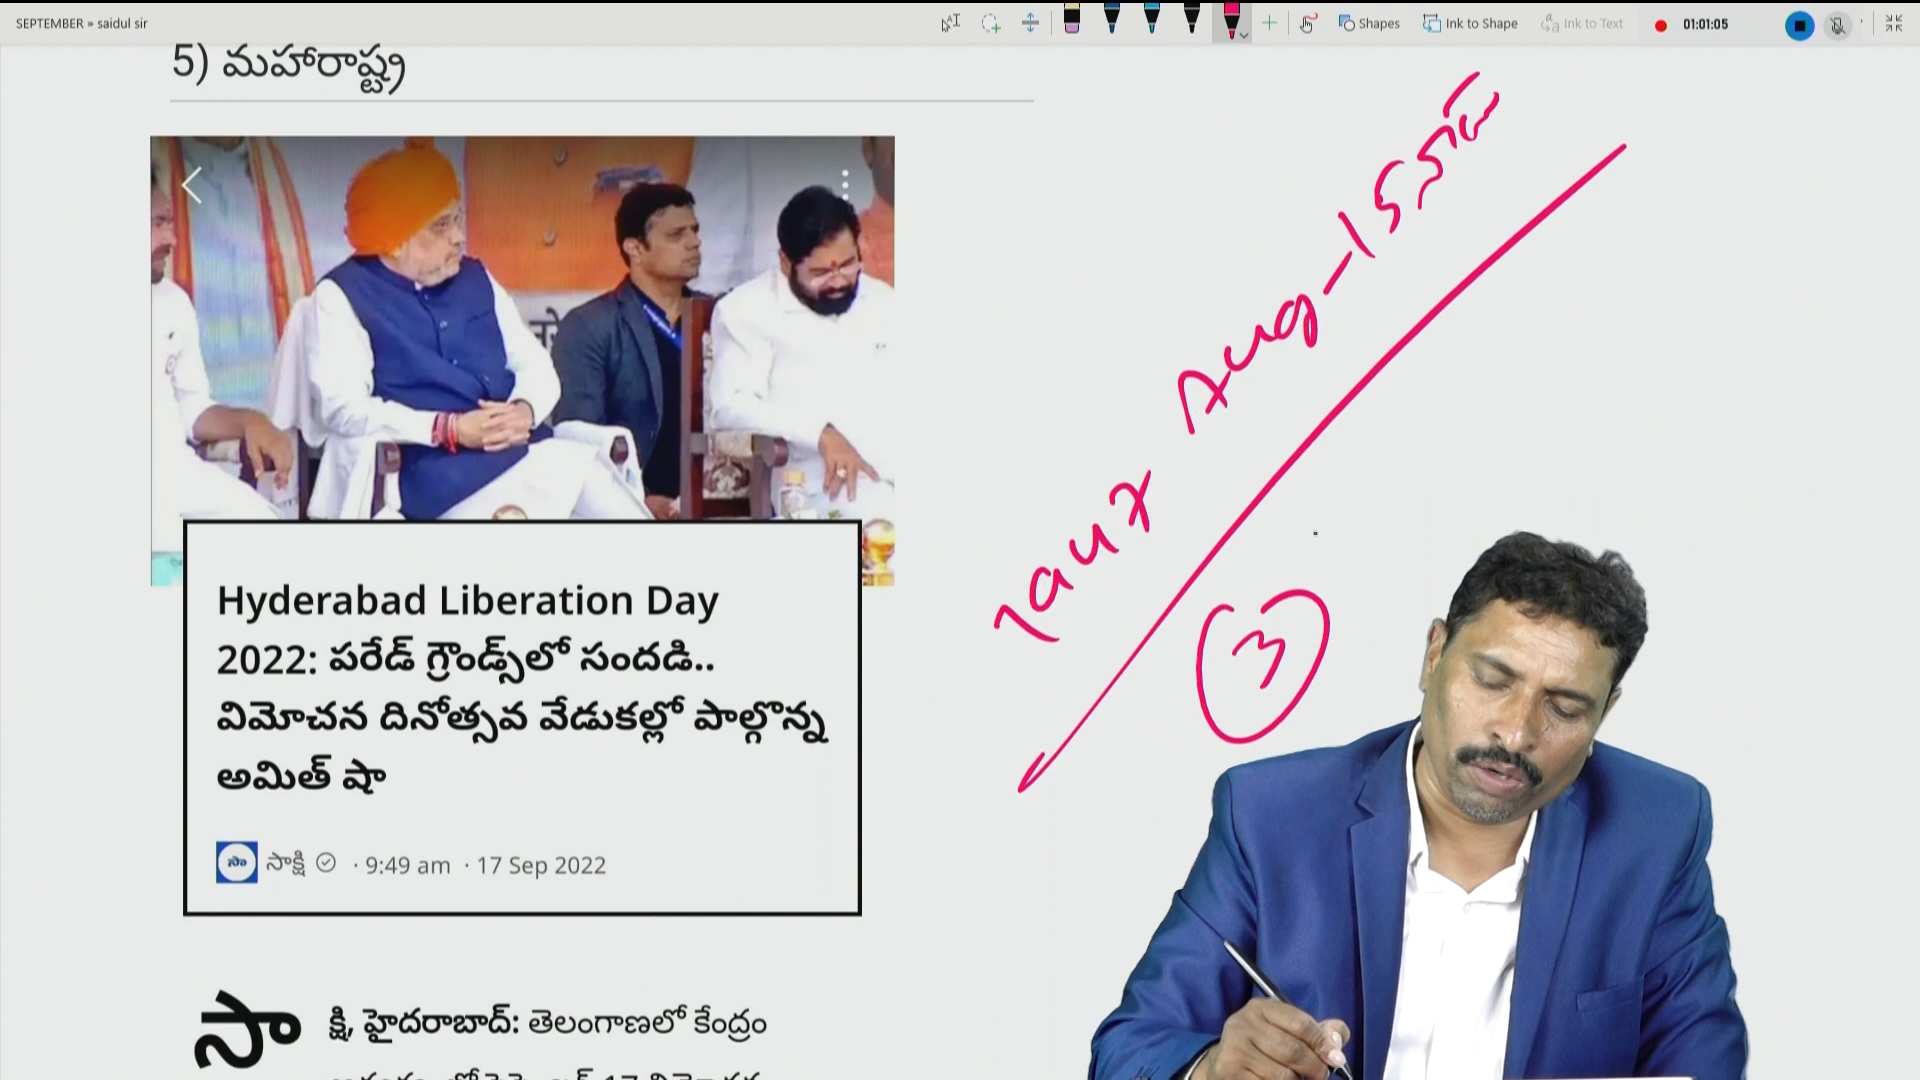 SEPTEMBER » saidul sir
Shapes
Ink to Shape
Ink to Text
01:01:05
5) మహారాష్ట్ర
1947 Aug-15న
3
Hyderabad Liberation Day
2022: పరేడ్ గ్రౌండ్స్‌లో సందడి..
విమోచన దినోత్సవ వేడుకల్లో పాల్గొన్న
అమిత్ షా
సాక్షి · 9:49 am · 17 Sep 2022
సాక్షి, హైదరాబాద్: తెలంగాణలో కేంద్రం